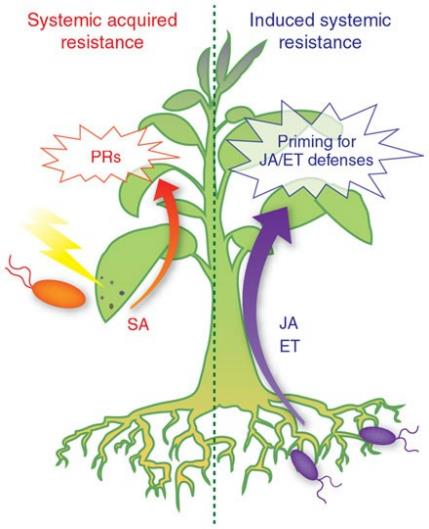 Systemic acquired
resistance
Induced systemic
resistance
PRs
Priming for
JA/ET defenses
SA
JA
ET